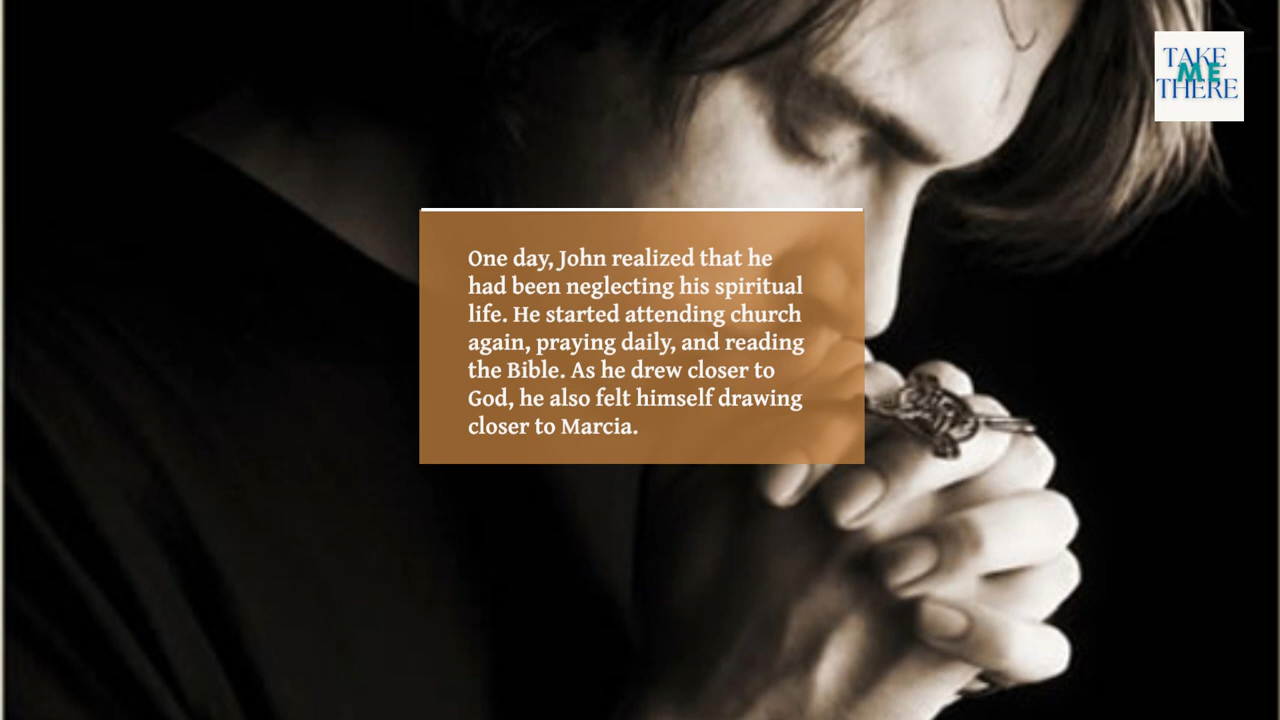 TAKE
ME
THERE
One day, John realized that he
had been neglecting his spiritual
life. He started attending church
again, praying daily, and reading
the Bible. As he drew closer to
God, he also felt himself drawing
closer to Marcia.